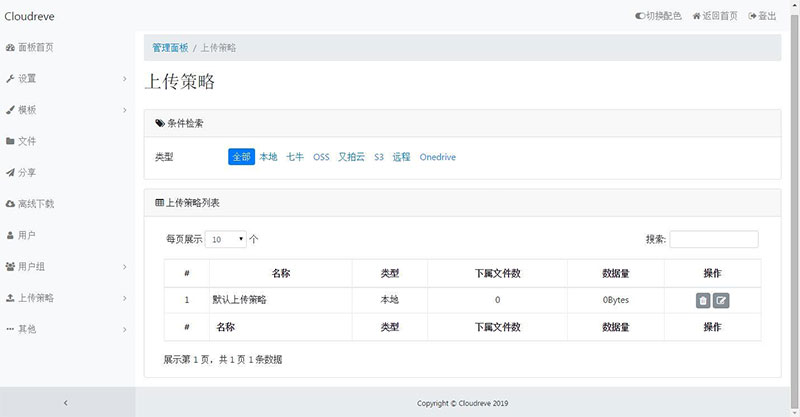 Cloudreve
切换配色 返回首页 登出
面板首页
设置
模板
文件
分享
离线下载
用户
用户组
上传策略
其他
管理面板 / 上传策略
上传策略
条件检索
类型 全部 本地 七牛 OSS 又拍云 S3 远程 Onedrive
上传策略列表
每页展示 10 个 搜索:
# 名称 类型 下属文件数 数据量 操作
1 默认上传策略 本地 0 0Bytes
# 名称 类型 下属文件数 数据量 操作
展示第 1 页，共 1 页 1 条数据
Copyright © Cloudreve 2019